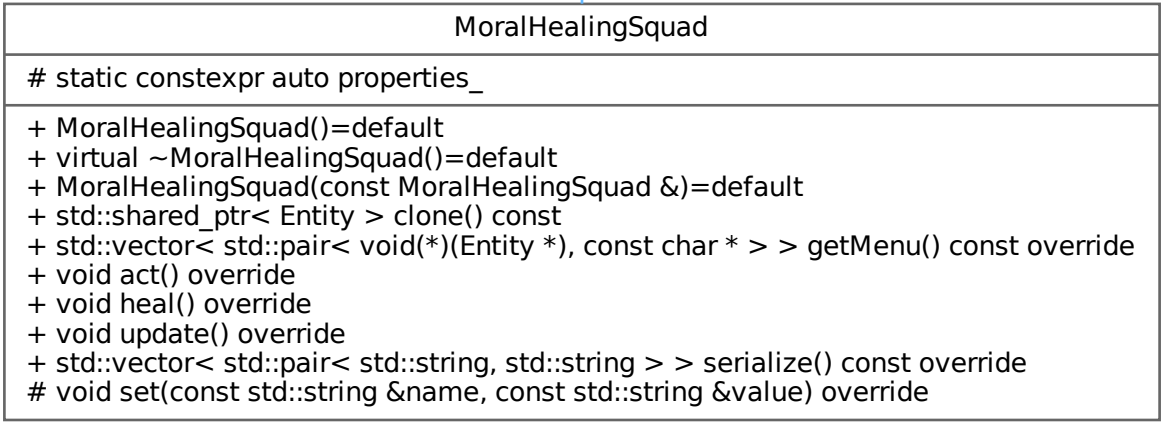 MoralHealingSquad
# static constexpr auto properties_
+ MoralHealingSquad()=default
+ virtual ~MoralHealingSquad()=default
+ MoralHealingSquad(const MoralHealingSquad &)=default
+ std::shared_ptr< Entity > clone() const
+ std::vector< std::pair< void(*)(Entity *), const char * > > getMenu() const override
+ void act() override
+ void heal() override
+ void update() override
+ std::vector< std::pair< std::string, std::string > > serialize() const override
# void set(const std::string &name, const std::string &value) override